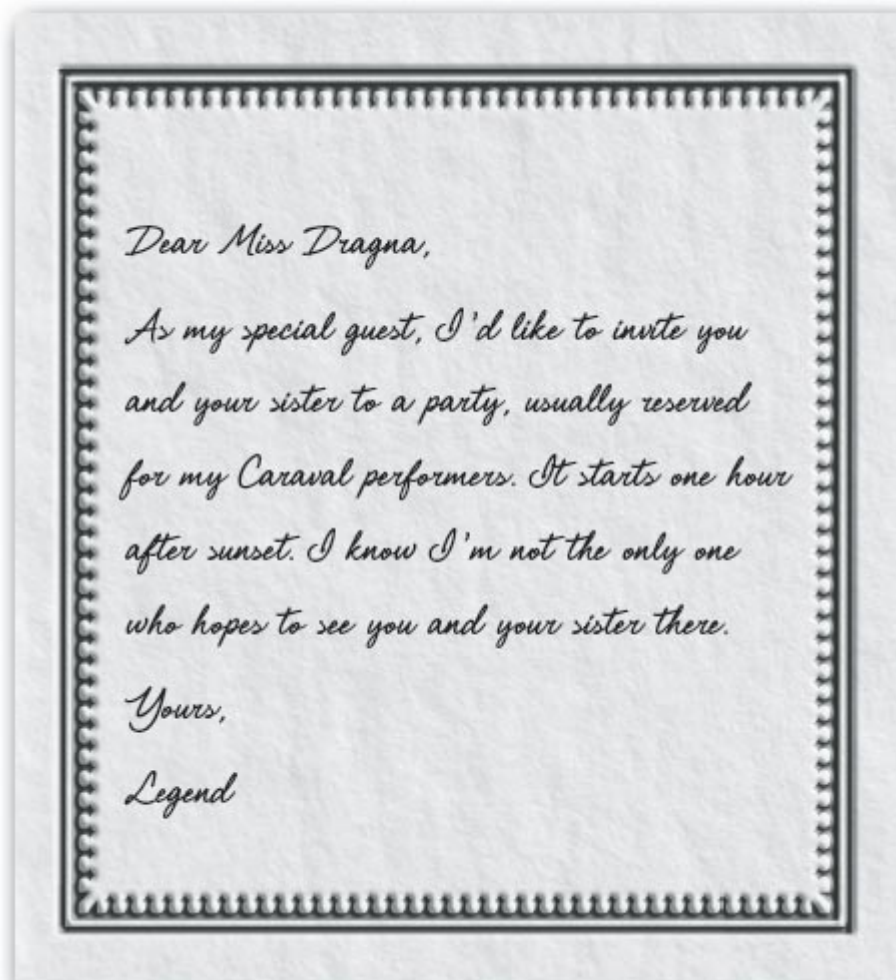 Dear Miss Dragna,
As my special guest, I'd like to invite you
and your sister to a party, usually reserved
for my Caraval performers. It starts one hour
after sunset. I know I'm not the only one
who hopes to see you and your sister there.
Yours,
Legend